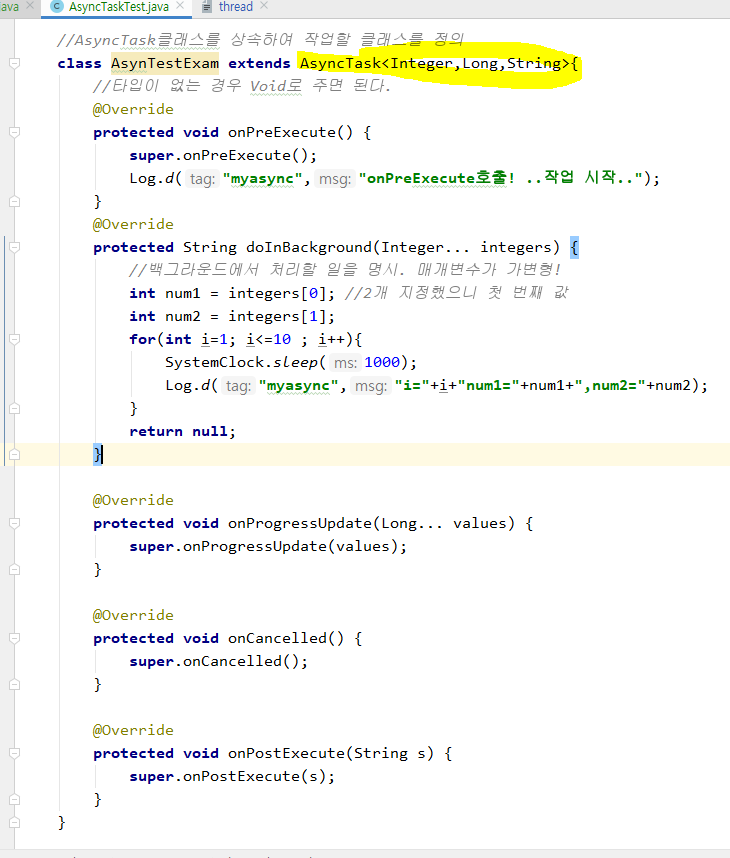 ava AsyncTaskTest.java thread
//AsyncTask클래스를 상속하여 작업할 클래스를 정의
class AsynTestExam extends AsyncTask<Integer,Long,String>{
//타입이 없는 경우 Void로 주면 된다.
@Override
protected void onPreExecute() {
super.onPreExecute();
Log.d( tag: "myasync", msg: "onPreExecute호출! ..작업 시작..");
}
@Override
protected String doInBackground(Integer... integers) {
//백그라운드에서 처리할 일을 명시. 매개변수가 가변형!
int num1 = integers[0]; //2개 지정했으니 첫 번째 값
int num2 = integers[1];
for(int i=1; i<=10 ; i++){
SystemClock.sleep( ms: 1000);
Log.d( tag: "myasync", msg: "i="+i+"num1="+num1+",num2="+num2);
}
return null;
}
@Override
protected void onProgressUpdate(Long... values) {
super.onProgressUpdate(values);
}
@Override
protected void onCancelled() {
super.onCancelled();
}
@Override
protected void onPostExecute(String s) {
super.onPostExecute(s);
}
}